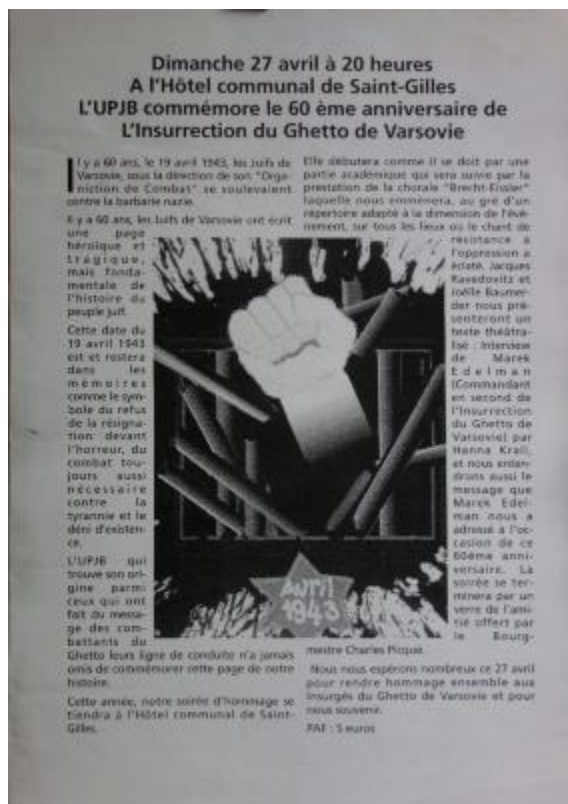 Dimanche 27 avril à 20 heures
A l'Hôtel communal de Saint-Gilles
L'UPJB commémore le 60 ème anniversaire de
L'Insurrection du Ghetto de Varsovie
Il y a 60 ans, le 19 avril 1943, les Juifs de
Varsovie, sous la direction de son "Orga-
niction de Combat" se soulevaient
contre la barbarie nazie.
Il y a 60 ans, les Juifs de Varsovie ont écrit
une page
héroïque et
tragique,
mais fonda-
mentale de
l'histoire du
peuple juif.
Cette date du
19 avril 1943
est et restera
dans les
mémoires
comme le sym-
bole du refus
de la résigna-
tion devant
l'horreur, du
combat tou-
jours aussi
nécessaire
contre la
tyrannie et le
déni d'existen-
ce.
L'UPJB qui
trouve son ori-
gine parmi
ceux qui ont
fait du messa-
ge des com-
battants du
Ghetto leurs ligne de conduite n'a jamais
omis de commémorer cette page de notre
histoire.
Cette année, notre soirée d'hommage se
tiendra à l'Hôtel communal de Saint-
Gilles.
Elle débutera comme il se doit par une
partie académique qui sera suivie par la
prestation de la chorale "Brecht-Eissler"
laquelle nous emmènera, au gré d'un
répertoire adapté à la dimension de l'évé-
nement, sur tous les lieux ou le chant de
résistance à
l'oppression a
éclaté. Jacques
Ravedovitz et
Joëlle Baumer-
der nous pré-
senteront un
texte théâtra-
lisé : Interview
de Marek
Edelman
(Commandant
en second de
l'Insurrection
du Ghetto de
Varsovie) par
Hanna Krall,
et nous enten-
drons aussi le
message que
Marek Edel-
man nous a
adressé à l'oc-
casion de ce
60ème anni-
versaire. La
soirée se ter-
minera par un
verre de l'ami-
tié offert par
le Bourg-
mestre Charles Picqué.
Nous nous espérons nombreux ce 27 avril
pour rendre hommage ensemble aux
insurgés du Ghetto de Varsovie et pour
nous souvenir.
PAF : 5 euros
Avril
1943